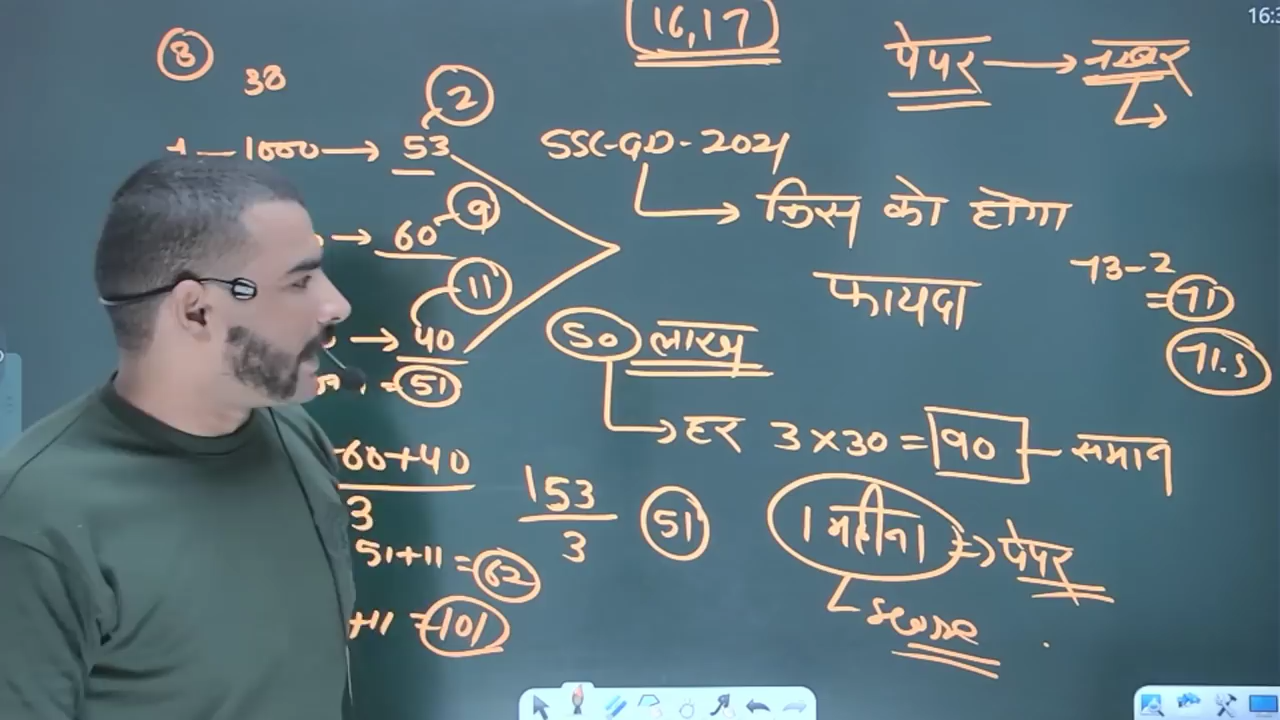 16,17
16:3
8
38
2
1000 → 53
9
→ 60
11
→ 40
51
60+40
3
51+11 = 62
+11 = 101
153
3
51
पेपर →
SSC-GD-2021
→ किस को होगा
फायदा
73-2
= 71
71.5
50 लाख
→ हर 3×30 = 90 — समान
1 महीना => पेपर